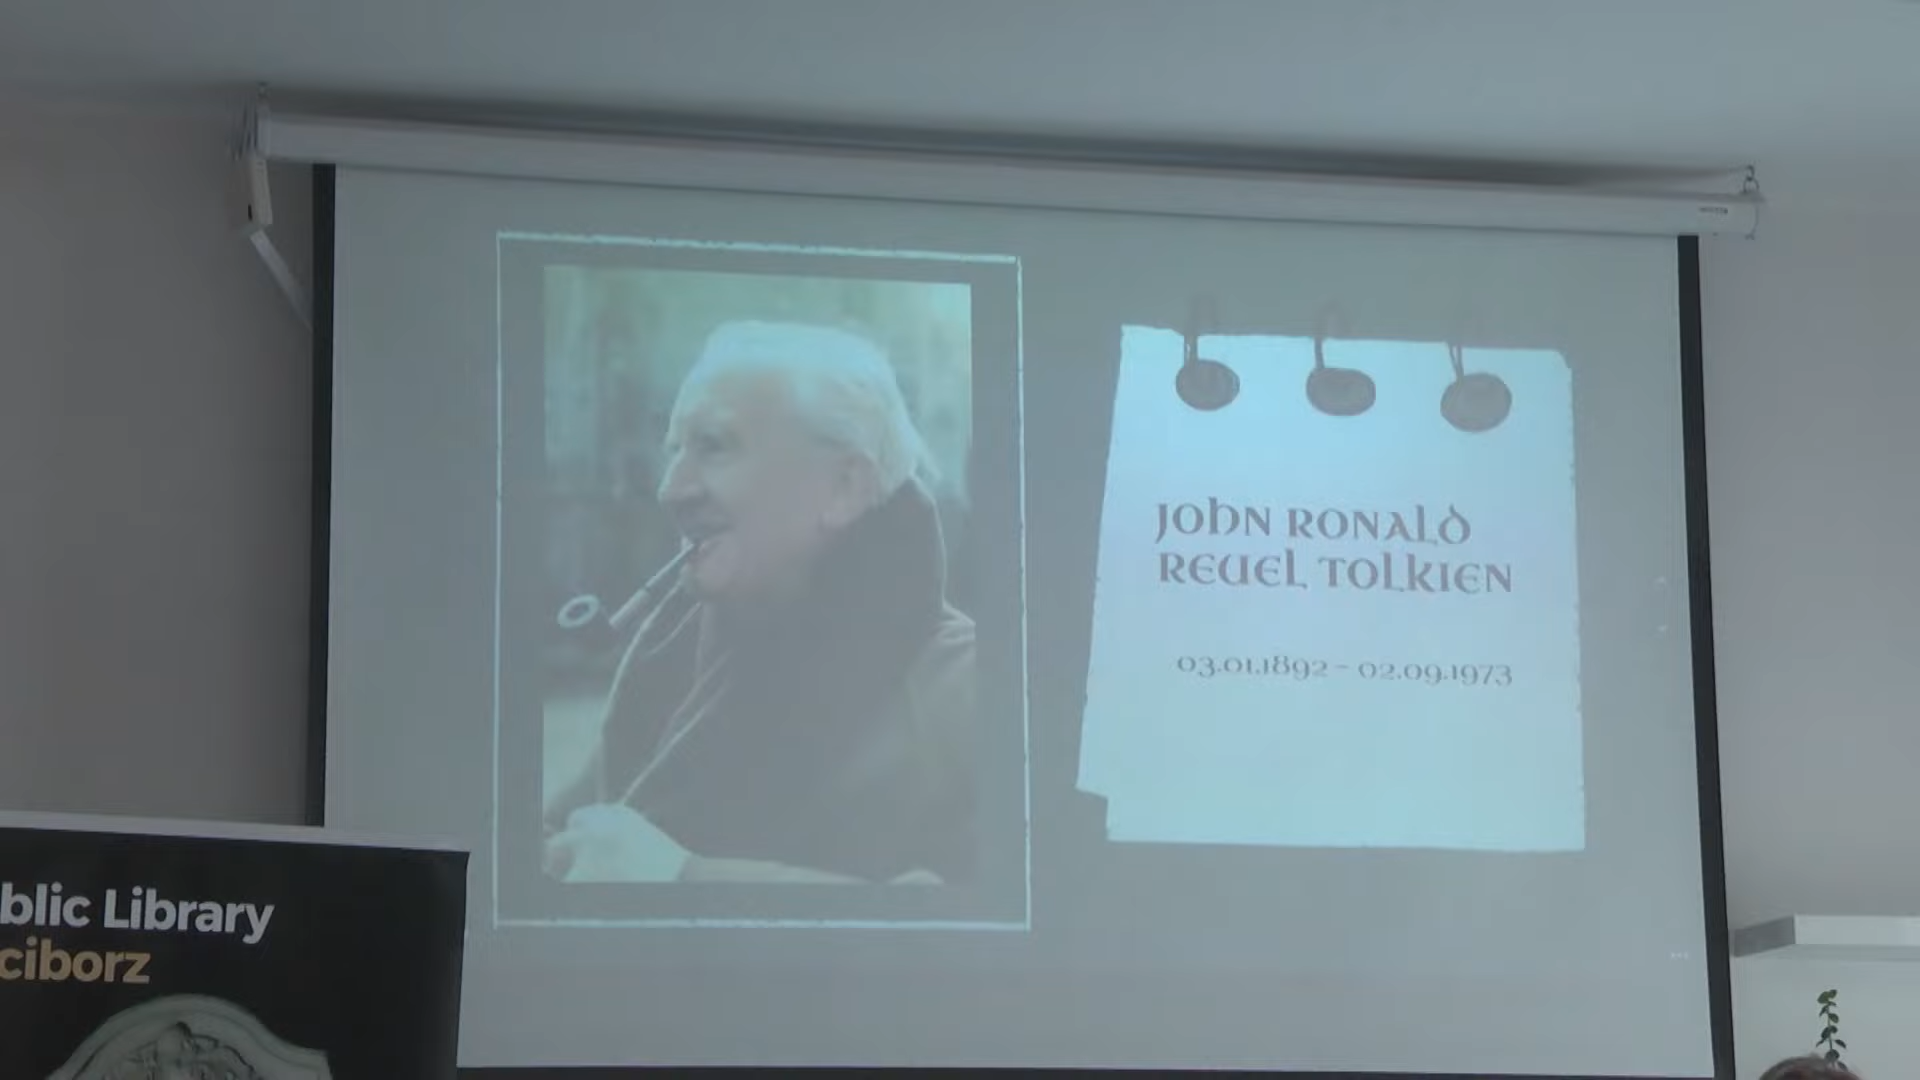 JOHN RONALD
REUEL TOLKIEN
03.01.1892 - 02.09.1973
blic Library
ciborz